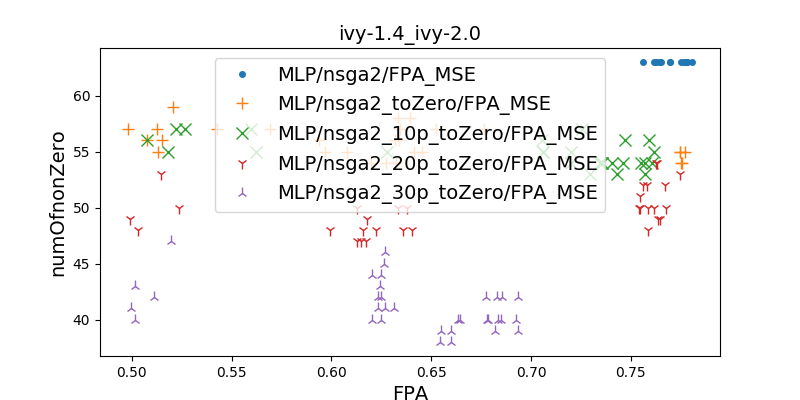 ivy-1.4_ivy-2.0
MLP/nsga2/FPA_MSE
MLP/nsga2_toZero/FPA_MSE
MLP/nsga2_10p_toZero/FPA_MSE
MLP/nsga2_20p_toZero/FPA_MSE
MLP/nsga2_30p_toZero/FPA_MSE
numOfnonZero
60
55
50
45
40
0.50 0.55 0.60 0.65 0.70 0.75
FPA